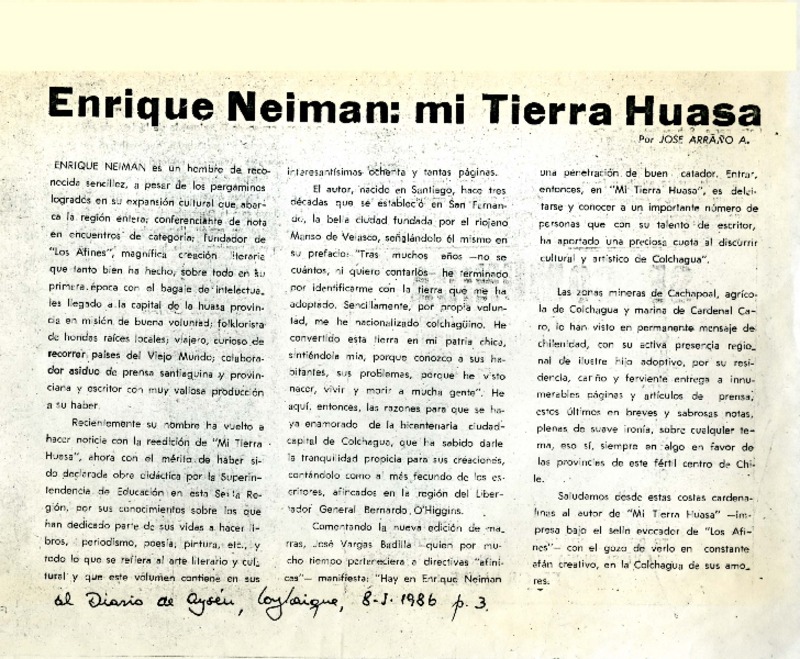 Enrique Neiman: mi Tierra Huasa
Por JOSE ARRAÑO A.
ENRIQUE NEIMAN es un hombre de reco-
nocida sencillez, a pesar de los pergaminos
logrados en su expansión cultural que abar-
ca la región entera; conferenciante de nota
en encuentros de categoría; fundador de
"Los Afines", magnífica creación literaria
que tanto bien ha hecho, sobre todo en su
primera época con el bagaje de intelectua-
les llegado a la capital de la huasa provin-
cia en misión de buena voluntad; folklorista
de hondas raíces locales; viajero, curioso de
recorrer países del Viejo Mundo; colabora-
dor asiduo de prensa santiaguina y provin-
ciana y escritor con muy valiosa producción
a su haber.
Recientemente su nombre ha vuelto a
hacer noticia con la reedición de "Mi Tierra
Huasa", ahora con el mérito de haber si-
do declarada obra didáctica por la Superin-
tendencia de Educación en esta Sexta Re-
gión, por sus conocimientos sobre los que
han dedicado parte de sus vidas a hacer li-
bros, periodismo, poesía, pintura, etc., y
todo lo que se refiera al arte literario y cul-
tural y que este volumen contiene en sus
interesantísimas ochenta y tantas páginas.
El autor, nacido en Santiago, hace tres
décadas que se estableció en San Fernan-
do, la bella ciudad fundada por el riojano
Manso de Velasco, señalándolo él mismo en
su prefacio: "Tras muchos años —no sé
cuántos, ni quiero contarlos— he terminado
por identificarme con la tierra que me ha
adoptado. Sencillamente, por propia volun-
tad, me he nacionalizado colchagüino. He
convertido esta tierra en mi patria chica,
sintiéndola mía, porque conozco a sus ha-
bitantes, sus problemas, porque he visto
nacer, vivir y morir a mucha gente". He
aquí, entonces, las razones para que se ha-
ya enamorado de la bicentenaria ciudad-
capital de Colchagua, que ha sabido darle
la tranquilidad propicia para sus creaciones,
contándolo como al más fecundo de los es-
critores, afincados en la región del Liber-
tador General Bernardo O'Higgins.
Comentando la nueva edición de ma-
rras, José Vargas Badilla —quien por mu-
cho tiempo perteneciera a directivas "afini-
cas"— manifiesta: "Hay en Enrique Neiman
una penetración de buen catador. Entrar,
entonces, en "Mi Tierra Huasa", es delei-
tarse y conocer a un importante número de
personas que con su talento de escritor,
ha aportado una preciosa cuota al discurrir
cultural y artístico de Colchagua".
Las zonas mineras de Cachapoal, agríco-
la de Colchagua y marina de Cardenal Ca-
ro, lo han visto en permanente mensaje de
chilenidad, con su activa presencia regio-
nal de ilustre hijo adoptivo, por su resi-
dencia, cariño y ferviente entrega a innu-
merables páginas y artículos de prensa,
estos últimos en breves y sabrosas notas,
plenas de suave ironía, sobre cualquier te-
ma, eso sí, siempre en algo en favor de
las provincias de este fértil centro de Chi-
le.
Saludamos desde estas costas cardena-
linas al autor de "Mi Tierra Huasa" —im-
presa bajo el sello evocador de "Los Afi-
nes"— con el gozo de verlo en constante
afán creativo, en la Colchagua de sus amo-
res.
El Diario de Aysén, Coyhaique, 8-I-1986 p. 3.